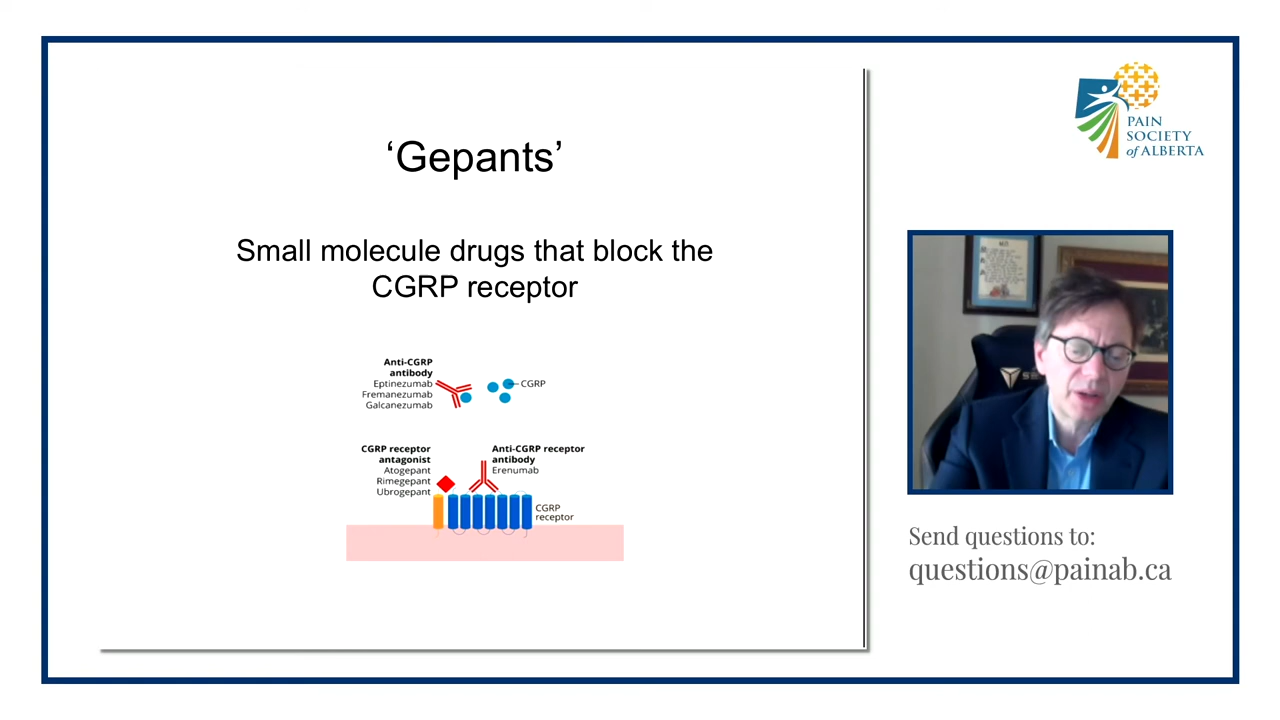 ‘Gepants’
Small molecule drugs that block the
CGRP receptor
Anti-CGRP
antibody
Eptinezumab
Fremanezumab
Galcanezumab
CGRP
CGRP receptor
antagonist
Atogepant
Rimegepant
Ubrogepant
Anti-CGRP receptor
antibody
Erenumab
CGRP
receptor
PAIN
SOCIETY
of ALBERTA
Send questions to:
questions@painab.ca